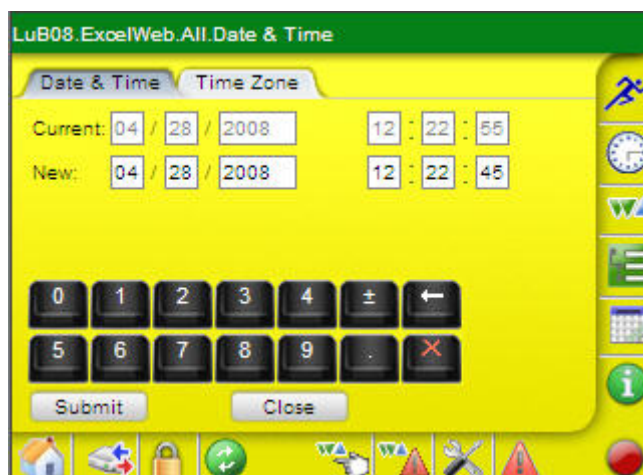 LuB08.ExcelWeb.All.Date & Time
Date & Time Time Zone
Current: 04 / 28 / 2008 12 : 22 : 55
New: 04 / 28 / 2008 12 : 22 : 45
0 1 2 3 4 ± ←
5 6 7 8 9 . X
Submit Close